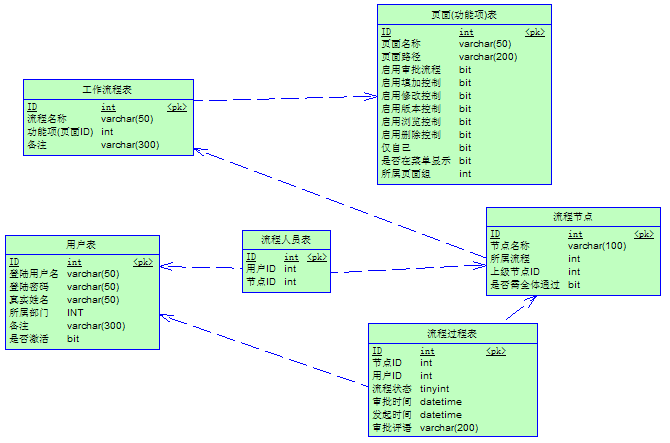 页面(功能项)表
ID int <pk>
页面名称 varchar(50)
页面路径 varchar(200)
启用审批流程 bit
启用填加控制 bit
启用修改控制 bit
启用版本控制 bit
启用浏览控制 bit
启用删除控制 bit
仅自己 bit
是否在菜单显示 bit
所属页面组 int
工作流程表
ID int <pk>
流程名称 varchar(50)
功能项(页面ID) int
备注 varchar(300)
流程节点
ID int <pk>
节点名称 varchar(100)
所属流程 int
上级节点ID int
是否需全体通过 bit
流程人员表
ID int <pk>
用户ID int
节点ID int
用户表
ID int <pk>
登陆用户名 varchar(50)
登陆密码 varchar(50)
真实姓名 varchar(50)
所属部门 INT
备注 varchar(300)
是否激活 bit
流程过程表
ID int <pk>
节点ID int
用户ID int
流程状态 tinyint
审批时间 datetime
发起时间 datetime
审批评语 varchar(200)